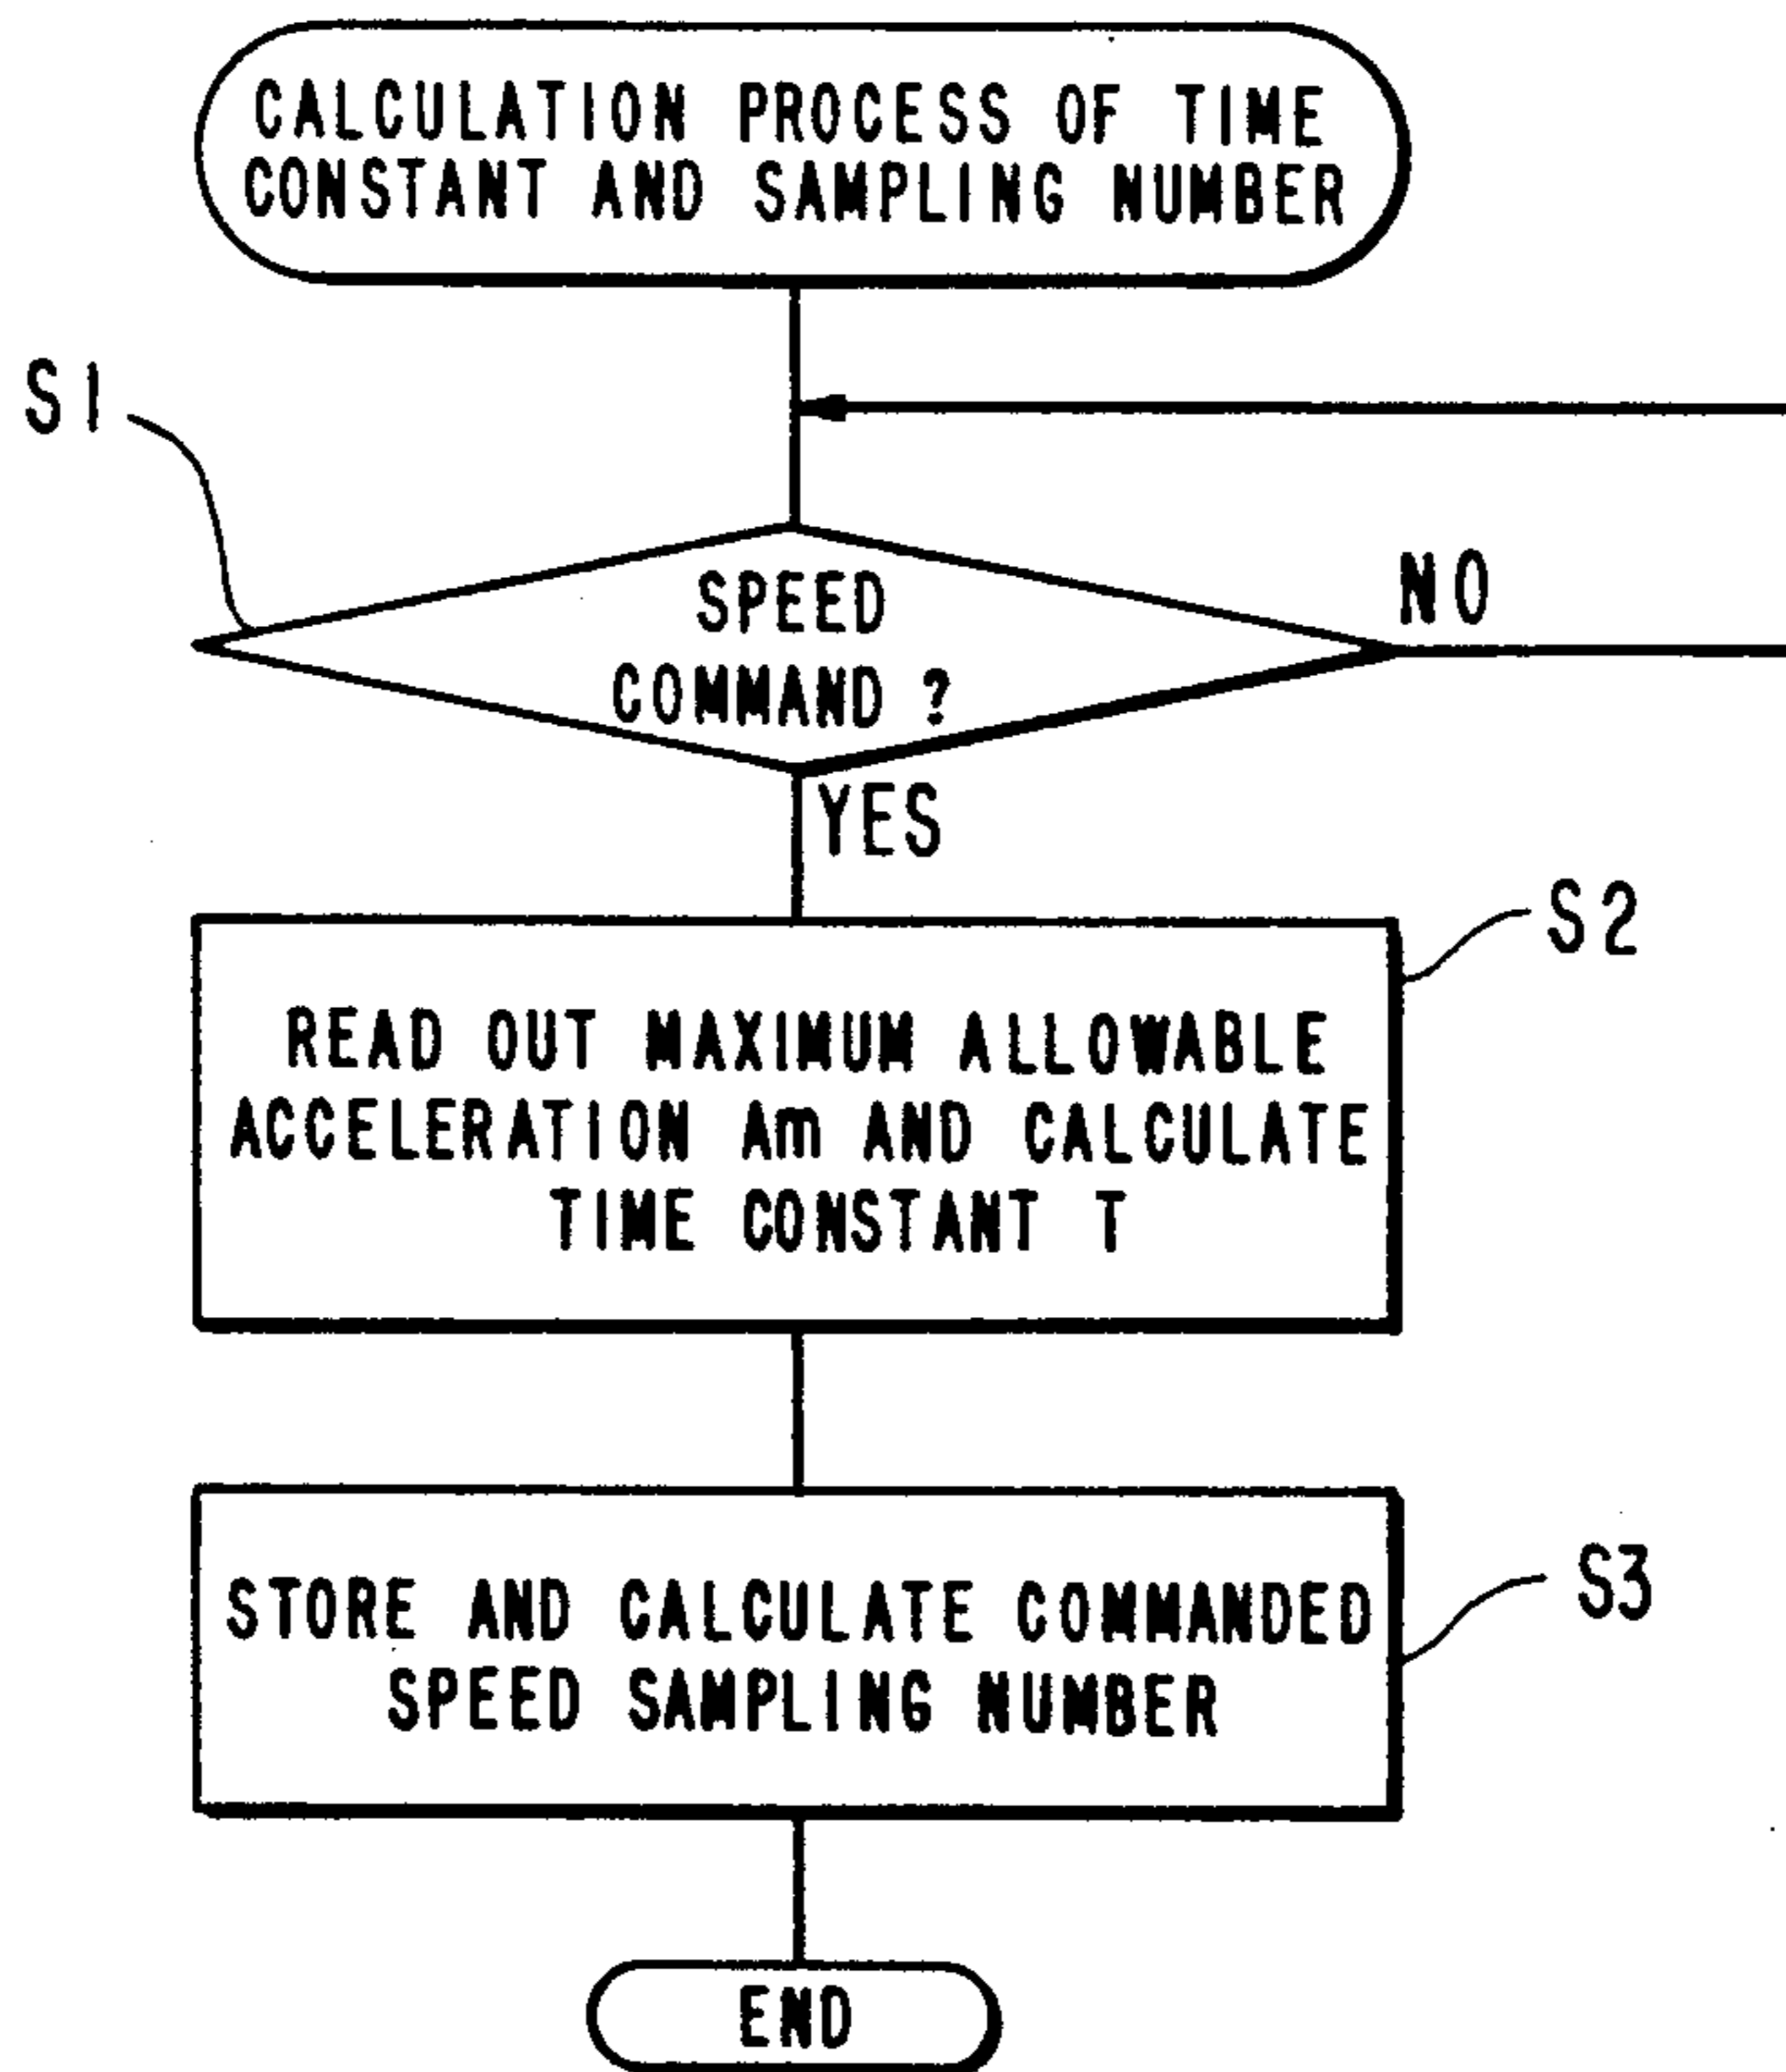 CALCULATION PROCESS OF TIME
CONSTANT AND SAMPLING NUMBER
S1
SPEED
COMMAND ?
NO
YES
S2
READ OUT MAXIMUM ALLOWABLE
ACCELERATION Am AND CALCULATE
TIME CONSTANT T
STORE AND CALCULATE COMMANDED
SPEED SAMPLING NUMBER
S3
END